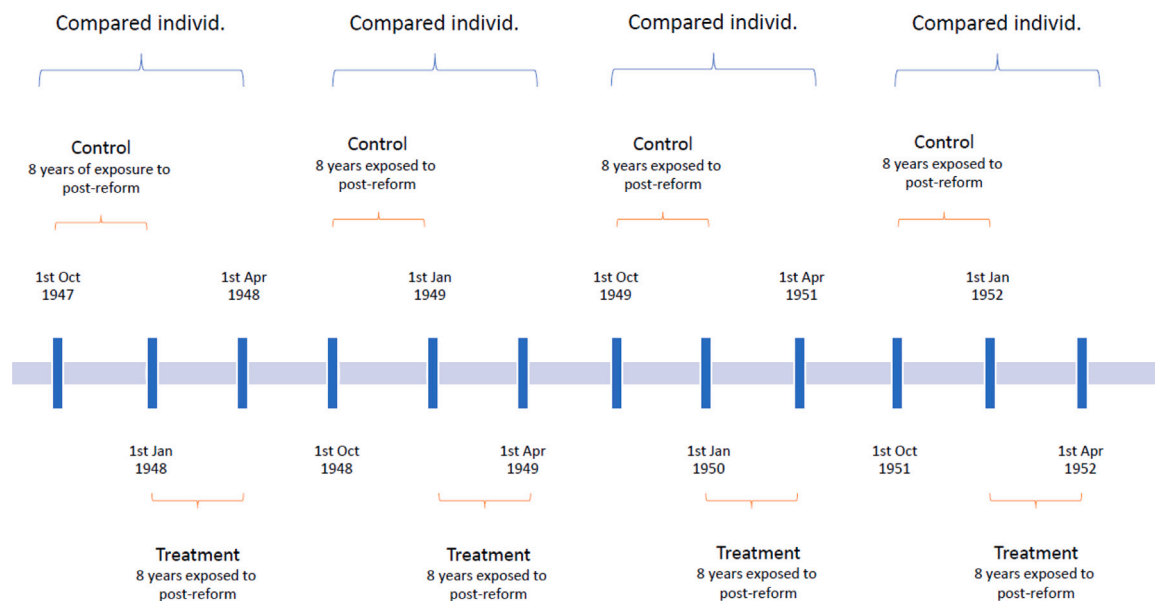 Compared individ.
Compared individ.
Compared individ.
Compared individ.
Control
8 years of exposure to
post-reform
Control
8 years exposed to
post-reform
Control
8 years exposed to
post-reform
Control
8 years exposed to
post-reform
1st Oct
1947
1st Apr
1948
1st Jan
1949
1st Oct
1949
1st Apr
1951
1st Jan
1952
1st Jan
1948
1st Oct
1948
1st Apr
1949
1st Jan
1950
1st Oct
1951
1st Apr
1952
Treatment
8 years exposed to
post-reform
Treatment
8 years exposed to
post-reform
Treatment
8 years exposed to
post-reform
Treatment
8 years exposed to
post-reform